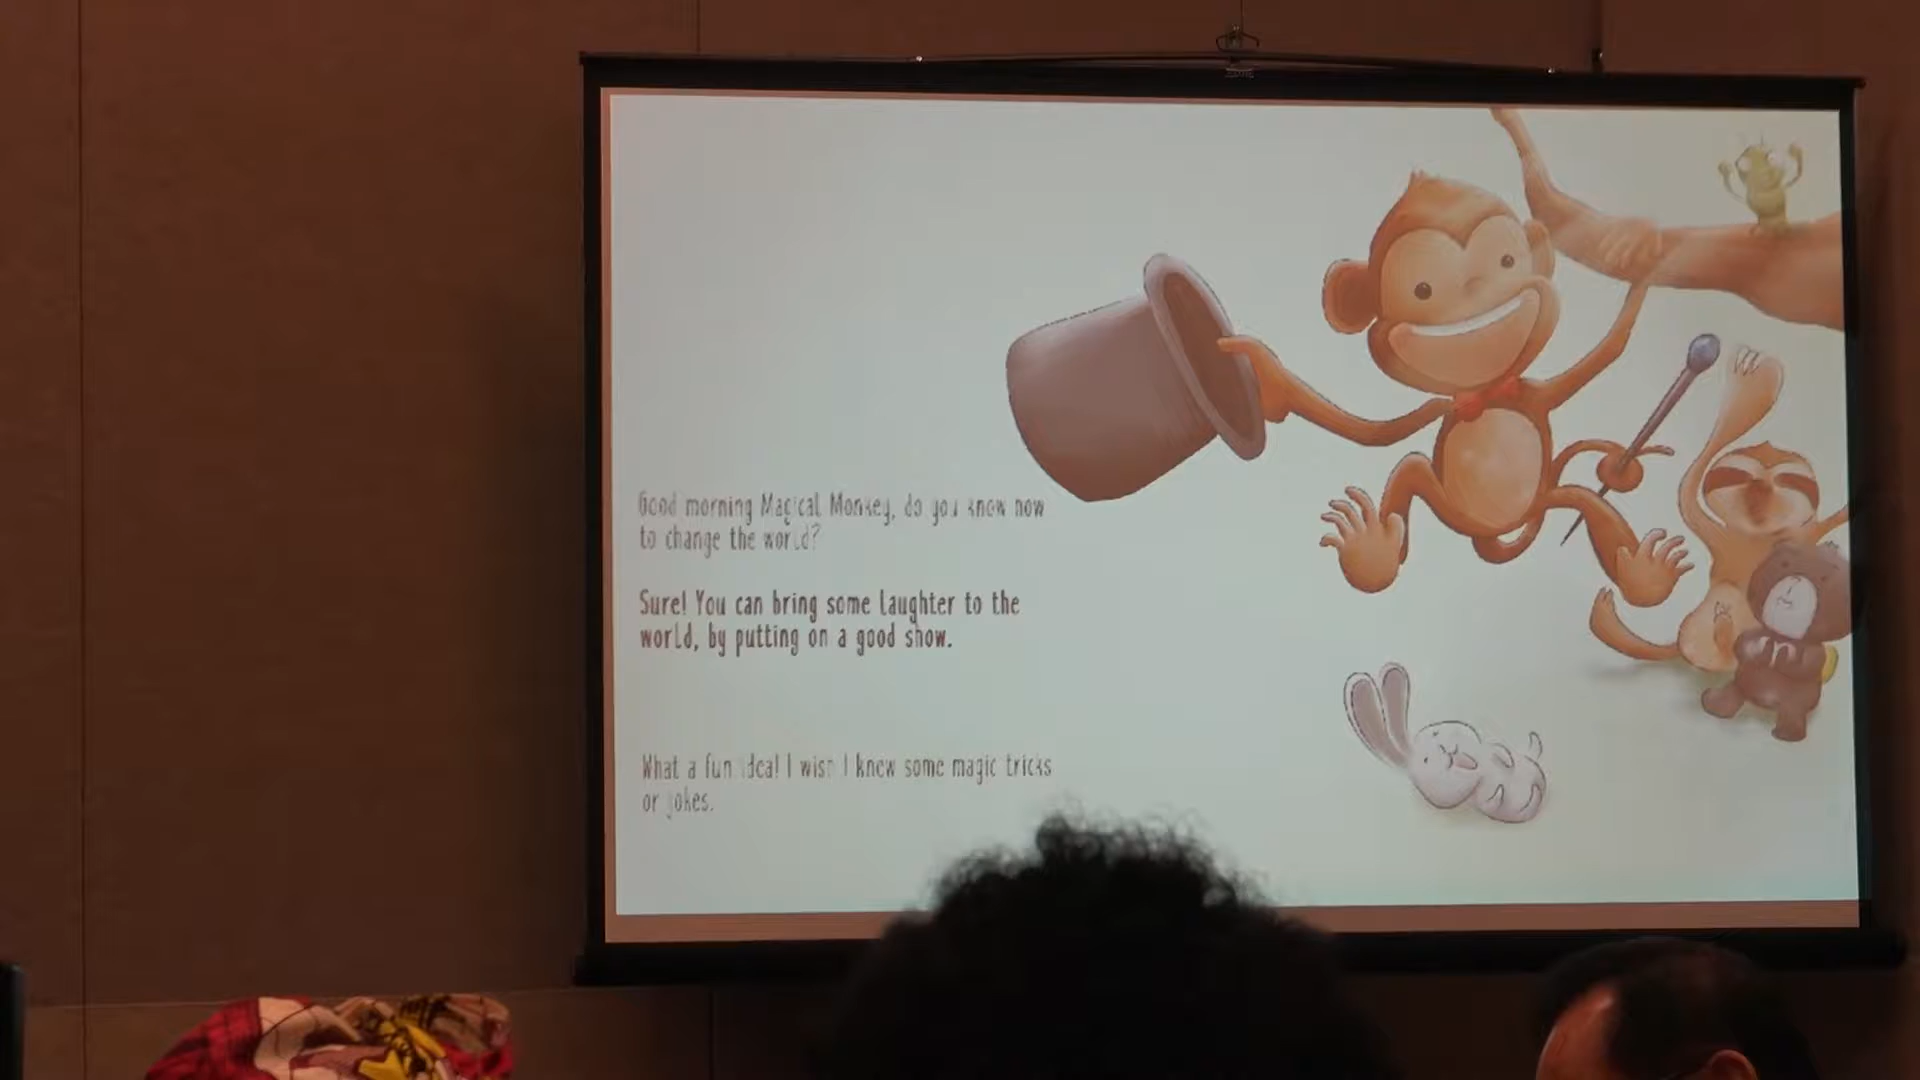 Good morning Magical Monkey, do you know how
to change the world?
Sure! You can bring some laughter to the
world, by putting on a good show.
What a fun idea! I wish I knew some magic tricks
or jokes.